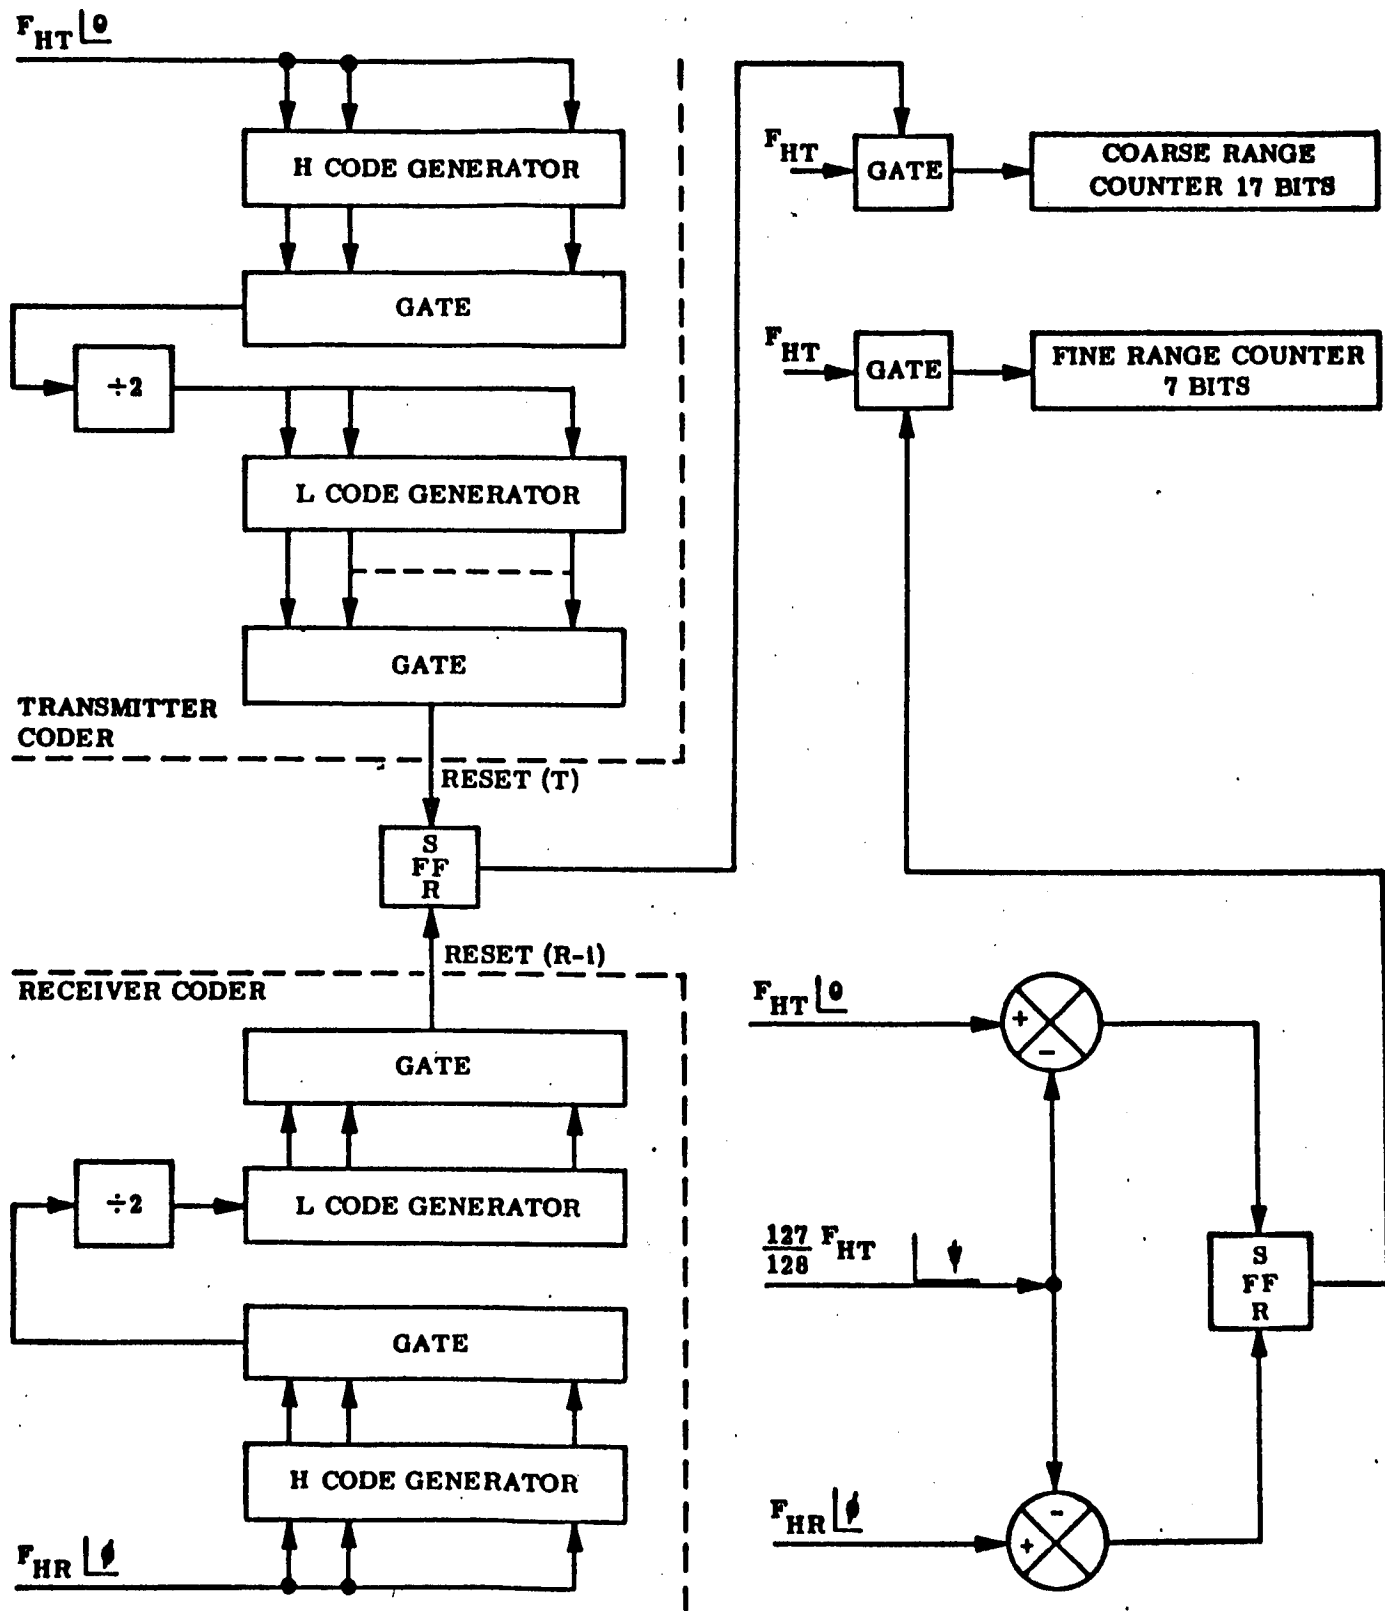 F_HT |0
H CODE GENERATOR
GATE
÷2
L CODE GENERATOR
GATE
TRANSMITTER
CODER
RESET (T)
S
FF
R
RESET (R-1)
RECEIVER CODER
GATE
÷2
L CODE GENERATOR
GATE
H CODE GENERATOR
F_HR |ϕ
F_HT
GATE
COARSE RANGE
COUNTER 17 BITS
F_HT
GATE
FINE RANGE COUNTER
7 BITS
F_HT |0
+
-
127/128 F_HT |ψ
S
FF
R
F_HR |ϕ
-
+